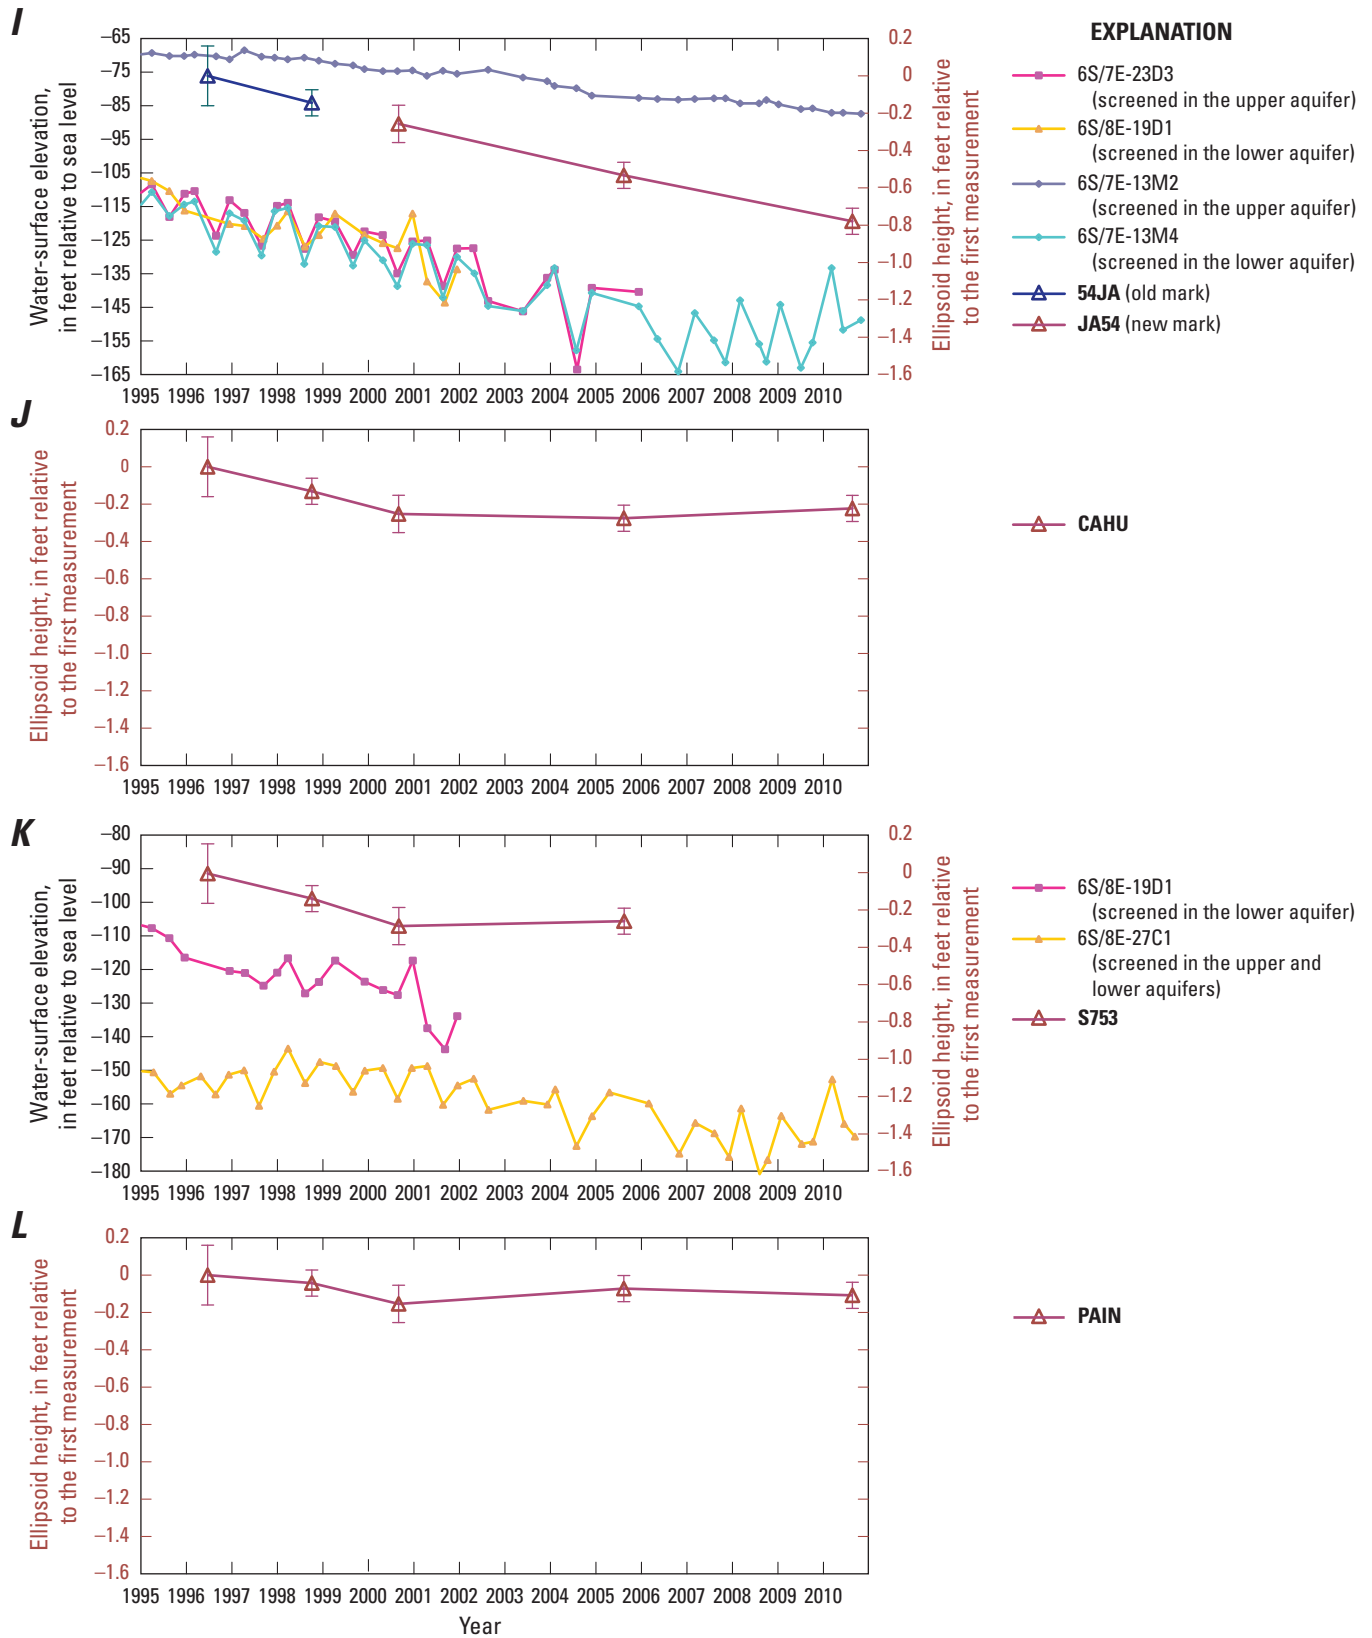 I
−65
−75
−85
−95
−105
−115
−125
−135
−145
−155
−165
Water-surface elevation,
in feet relative to sea level
0.2
0
−0.2
−0.4
−0.6
−0.8
−1.0
−1.2
−1.4
−1.6
Ellipsoid height, in feet relative
to the first measurement
1995 1996 1997 1998 1999 2000 2001 2002 2003 2004 2005 2006 2007 2008 2009 2010
EXPLANATION
6S/7E-23D3
(screened in the upper aquifer)
6S/8E-19D1
(screened in the lower aquifer)
6S/7E-13M2
(screened in the upper aquifer)
6S/7E-13M4
(screened in the lower aquifer)
54JA (old mark)
JA54 (new mark)
J
0.2
0
−0.2
−0.4
−0.6
−0.8
−1.0
−1.2
−1.4
−1.6
Ellipsoid height, in feet relative
to the first measurement
1995 1996 1997 1998 1999 2000 2001 2002 2003 2004 2005 2006 2007 2008 2009 2010
CAHU
K
−80
−90
−100
−110
−120
−130
−140
−150
−160
−170
−180
Water-surface elevation,
in feet relative to sea level
0.2
0
−0.2
−0.4
−0.6
−0.8
−1.0
−1.2
−1.4
−1.6
Ellipsoid height, in feet relative
to the first measurement
1995 1996 1997 1998 1999 2000 2001 2002 2003 2004 2005 2006 2007 2008 2009 2010
6S/8E-19D1
(screened in the lower aquifer)
6S/8E-27C1
(screened in the upper and
lower aquifers)
S753
L
0.2
0
−0.2
−0.4
−0.6
−0.8
−1.0
−1.2
−1.4
−1.6
Ellipsoid height, in feet relative
to the first measurement
1995 1996 1997 1998 1999 2000 2001 2002 2003 2004 2005 2006 2007 2008 2009 2010
Year
PAIN